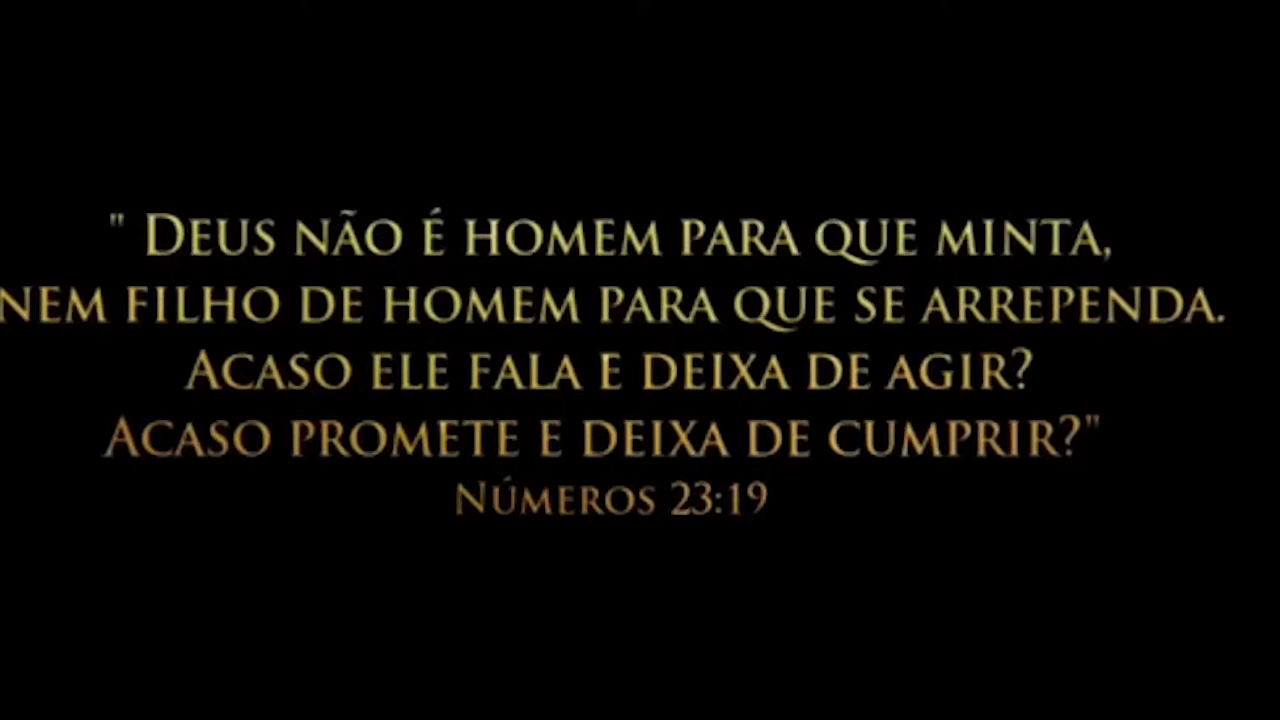 " Deus não é homem para que minta,
nem filho de homem para que se arrependa.
Acaso ele fala e deixa de agir?
Acaso promete e deixa de cumprir?"
Números 23:19